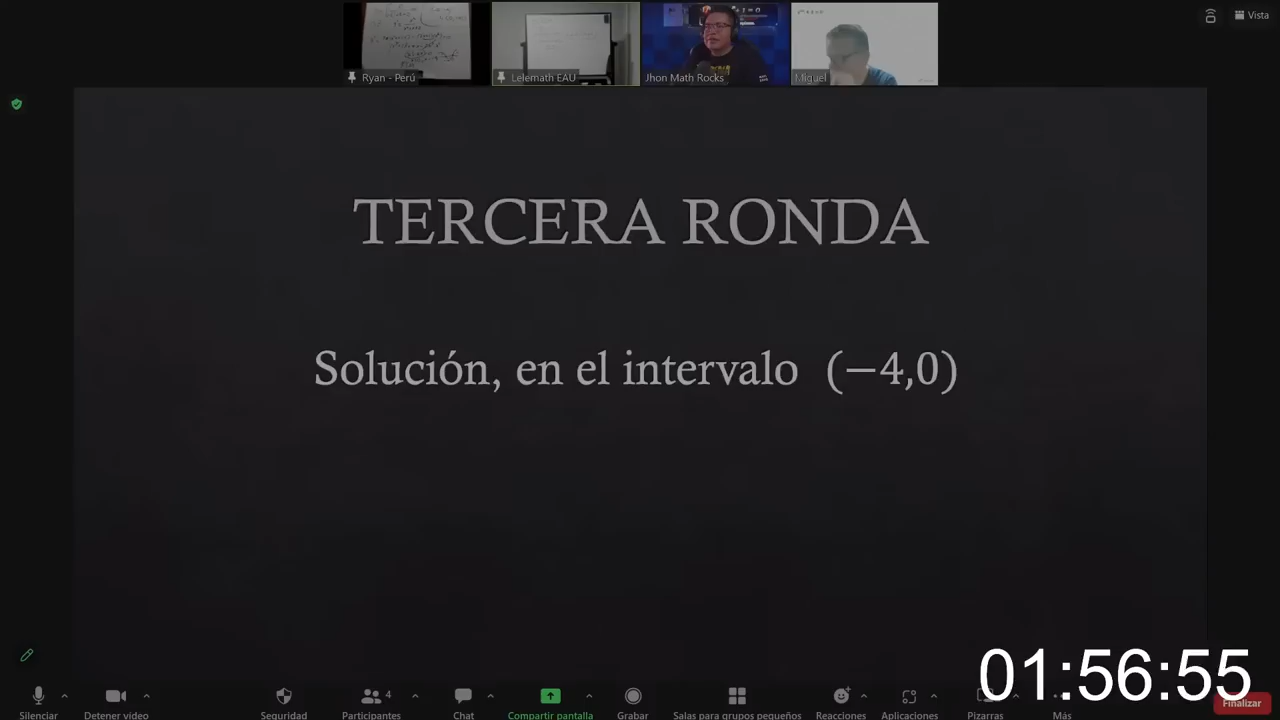 Ryan - Perú
Lelemath EAU
Jhon Math Rocks
Miguel
Vista
TERCERA RONDA
Solución, en el intervalo (−4,0)
01:56:55
Silenciar
Detener video
Seguridad
4
Participantes
Chat
Compartir pantalla
Grabar
Salas para grupos pequeños
Reacciones
Aplicaciones
Pizarras
Más
Finalizar